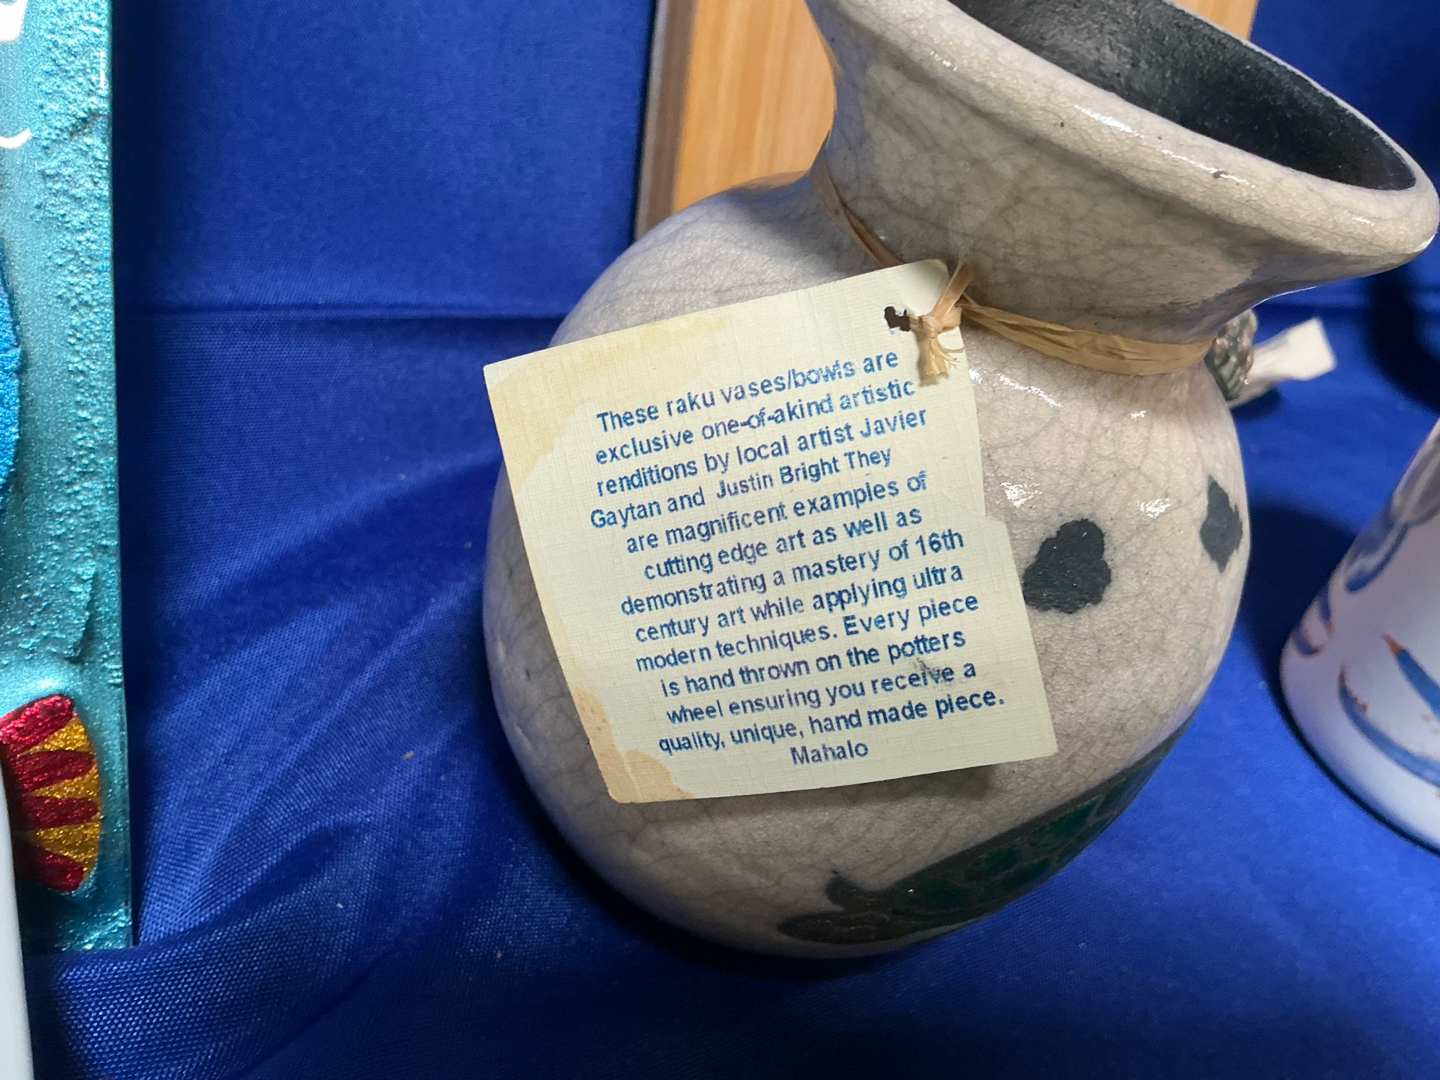 These raku vases/bowls are
exclusive one-of-akind artistic
renditions by local artist Javier
Gaytan and Justin Bright They
are magnificent examples of
cutting edge art as well as
demonstrating a mastery of 16th
century art while applying ultra
modern techniques. Every piece
is hand thrown on the potters
wheel ensuring you receive a
quality, unique, hand made piece.
Mahalo